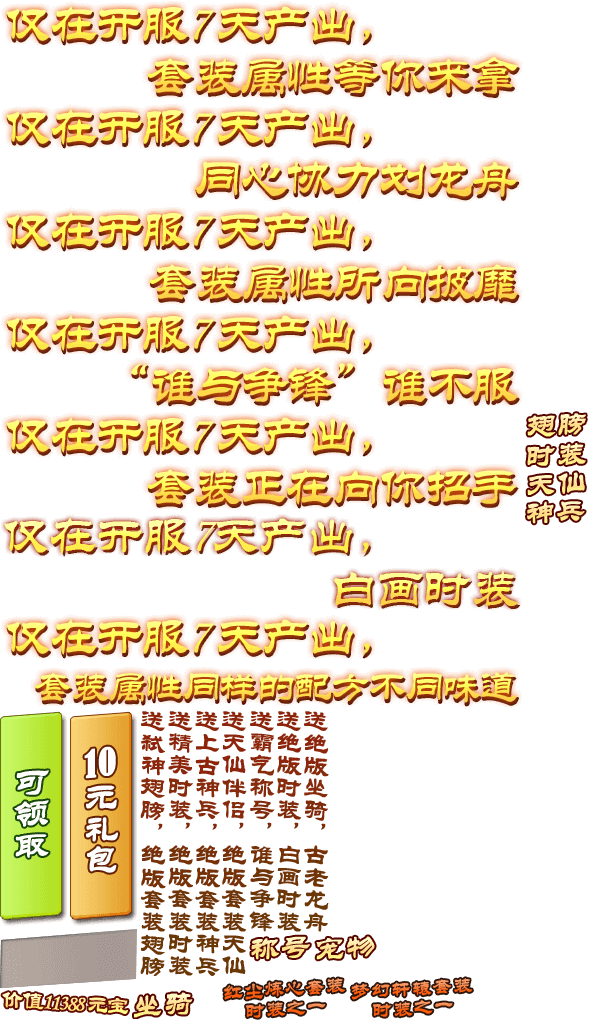 仅在开服7天产出，
套装属性等你来拿
仅在开服7天产出，
同心协力划龙舟
仅在开服7天产出，
套装属性所向披靡
仅在开服7天产出，
“谁与争锋” 谁不服
仅在开服7天产出，
套装正在向你招手
翅膀
时装
天仙
神兵
仅在开服7天产出，
白画时装
仅在开服7天产出，
套装属性同样的配方不同味道
可领取
10元礼包
送弑神翅膀，
绝版套装翅膀
送精美时装，
绝版套装时装
送上古神兵，
绝版套装神兵
送天仙伴侣，
绝版套装天仙
送霸气称号，
谁与争锋
送绝版时装，
白画时装
送绝版坐骑，
古老龙舟
称号 宠物
价值11388元宝 坐骑
红尘炼心套装
时装之一
梦幻轩辕套装
时装之一